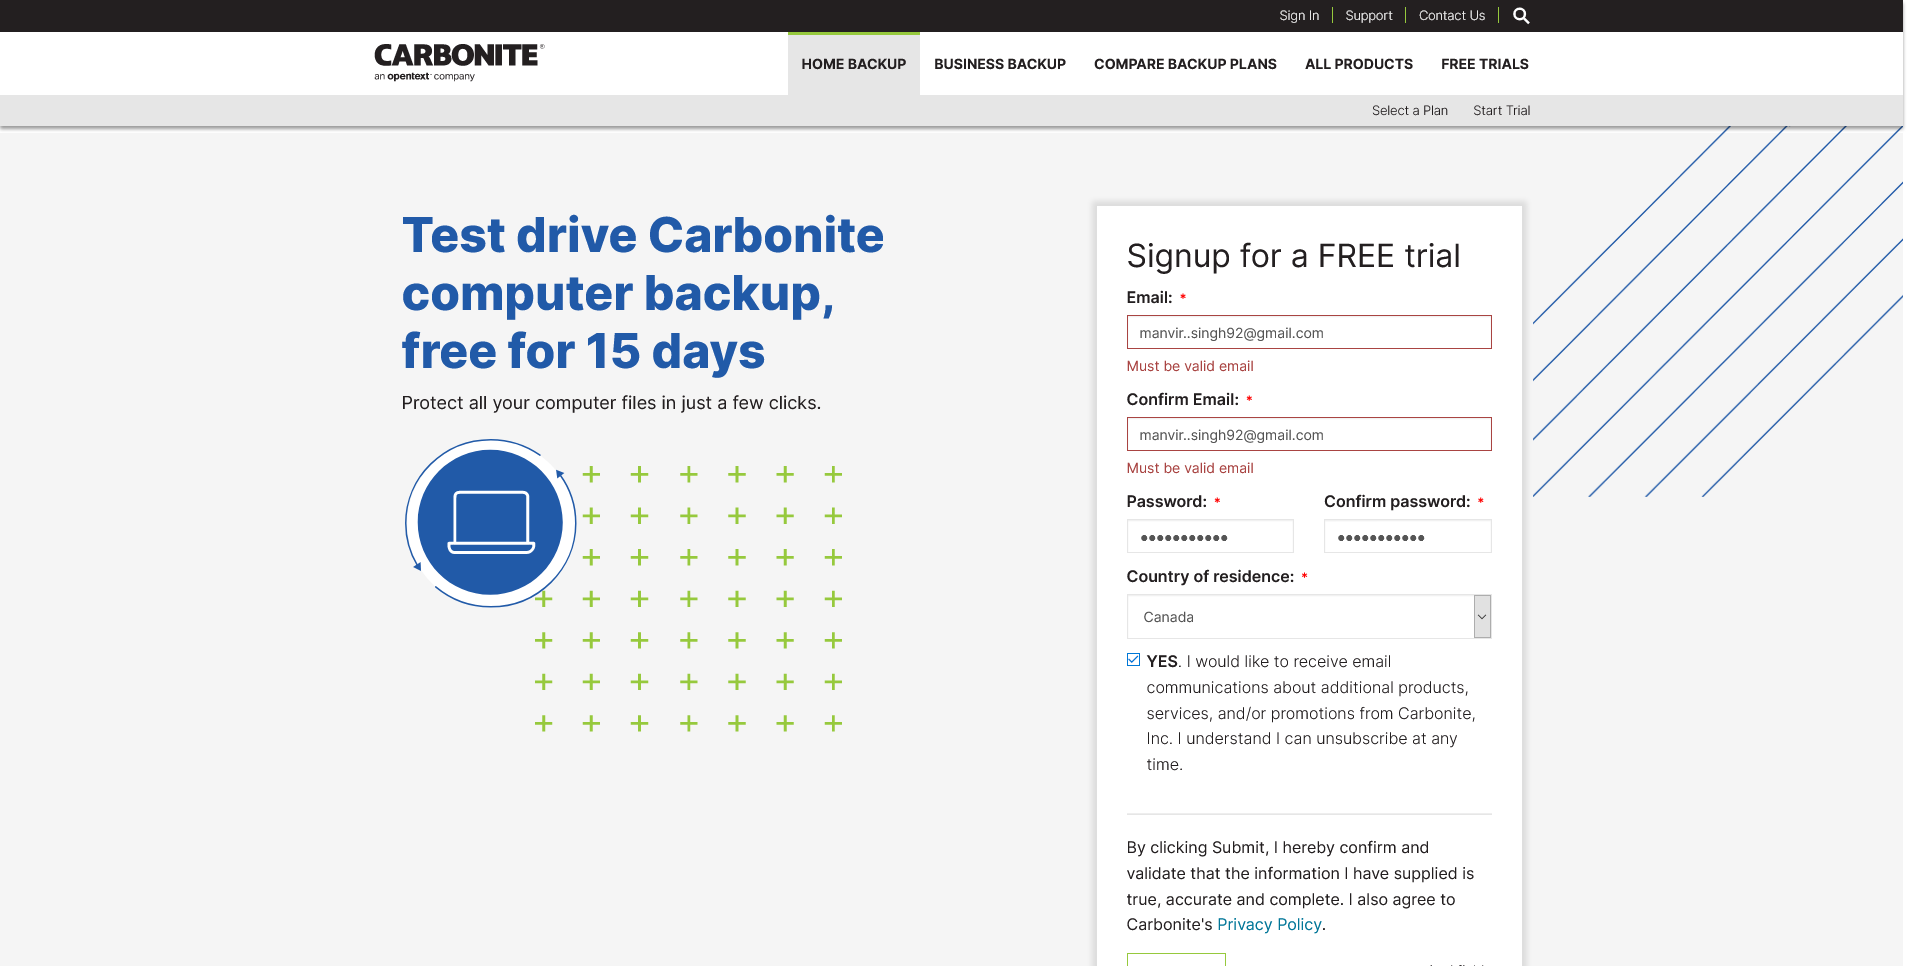 Sign In
Support
Contact Us
CARBONITE®
an opentext™ company
HOME BACKUP
BUSINESS BACKUP
COMPARE BACKUP PLANS
ALL PRODUCTS
FREE TRIALS
Select a Plan
Start Trial
Test drive Carbonite
computer backup,
free for 15 days
Protect all your computer files in just a few clicks.
Signup for a FREE trial
Email: *
manvir..singh92@gmail.com
Must be valid email
Confirm Email: *
manvir..singh92@gmail.com
Must be valid email
Password: *
Confirm password: *
•••••••••••
•••••••••••
Country of residence: *
Canada
YES. I would like to receive email
communications about additional products,
services, and/or promotions from Carbonite,
Inc. I understand I can unsubscribe at any
time.
By clicking Submit, I hereby confirm and
validate that the information I have supplied is
true, accurate and complete. I also agree to
Carbonite's Privacy Policy.